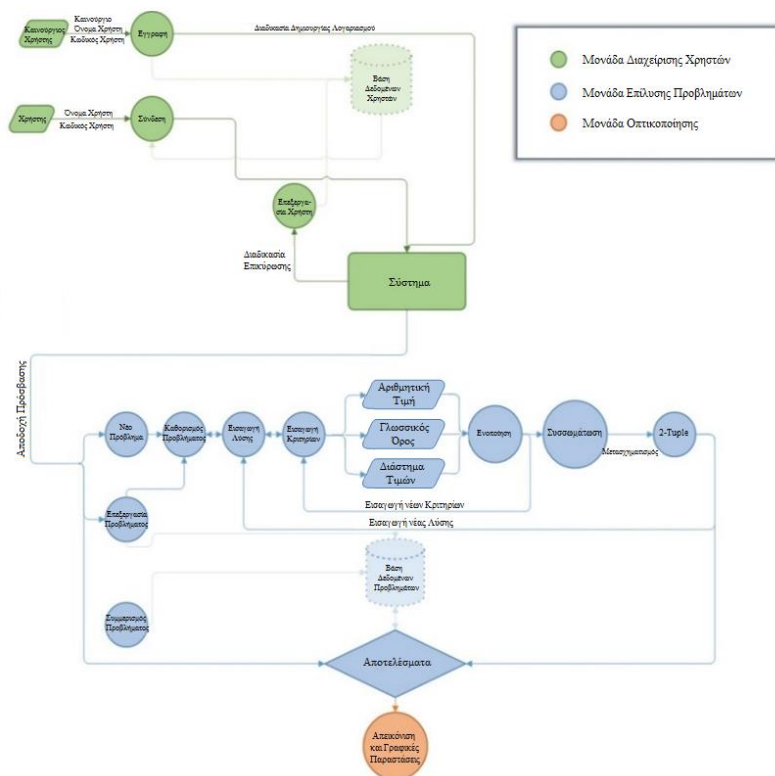 Καινούργιος
Χρήστης
Καινούργιο
Όνομα Χρήστη
Κωδικός Χρήστη
Εγγραφή
Διαδικασία Δημιουργίας Λογαριασμού
Βάση
Δεδομένων
Χρηστών
Χρήστης
Όνομα Χρήστη
Κωδικός Χρήστη
Σύνδεση
Επεξεργα-
σία Χρήστη
Διαδικασία
Επικύρωσης
Σύστημα
Μονάδα Διαχείρισης Χρηστών
Μονάδα Επίλυσης Προβλημάτων
Μονάδα Οπτικοποίησης
Αποδοχή Πρόσβασης
Νέο
Πρόβλημα
Καθορισμός
Προβλήματος
Εισαγωγή
Λύσης
Εισαγωγή
Κριτηρίων
Αριθμητική
Τιμή
Γλωσσικός
Όρος
Διάστημα
Τιμών
Ενοποίηση
Συσσωμάτωση
Μετασχηματισμός
2-Tuple
Εισαγωγή νέων Κριτηρίων
Εισαγωγή νέας Λύσης
Επεξεργασία
Προβλήματος
Βάση
Δεδομένων
Προβλημάτων
Συμμερισμός
Προβλήματος
Αποτελέσματα
Απεικόνιση
και Γραφικές
Παραστάσεις